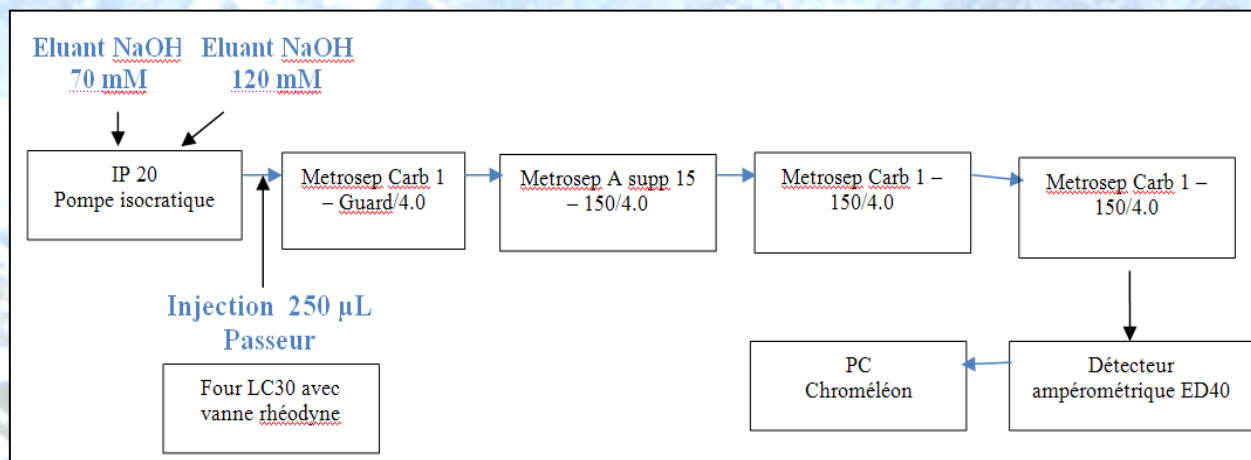 Eluant NaOH
70 mM
Eluant NaOH
120 mM
IP 20
Pompe isocratique
Metrosep Carb 1
– Guard/4.0
Metrosep A supp 15
– 150/4.0
Metrosep Carb 1 –
150/4.0
Metrosep Carb 1 –
150/4.0
Injection 250 µL
Passeur
Four LC30 avec
vanne rhéodyne
PC
Chroméléon
Détecteur
ampérométrique ED40